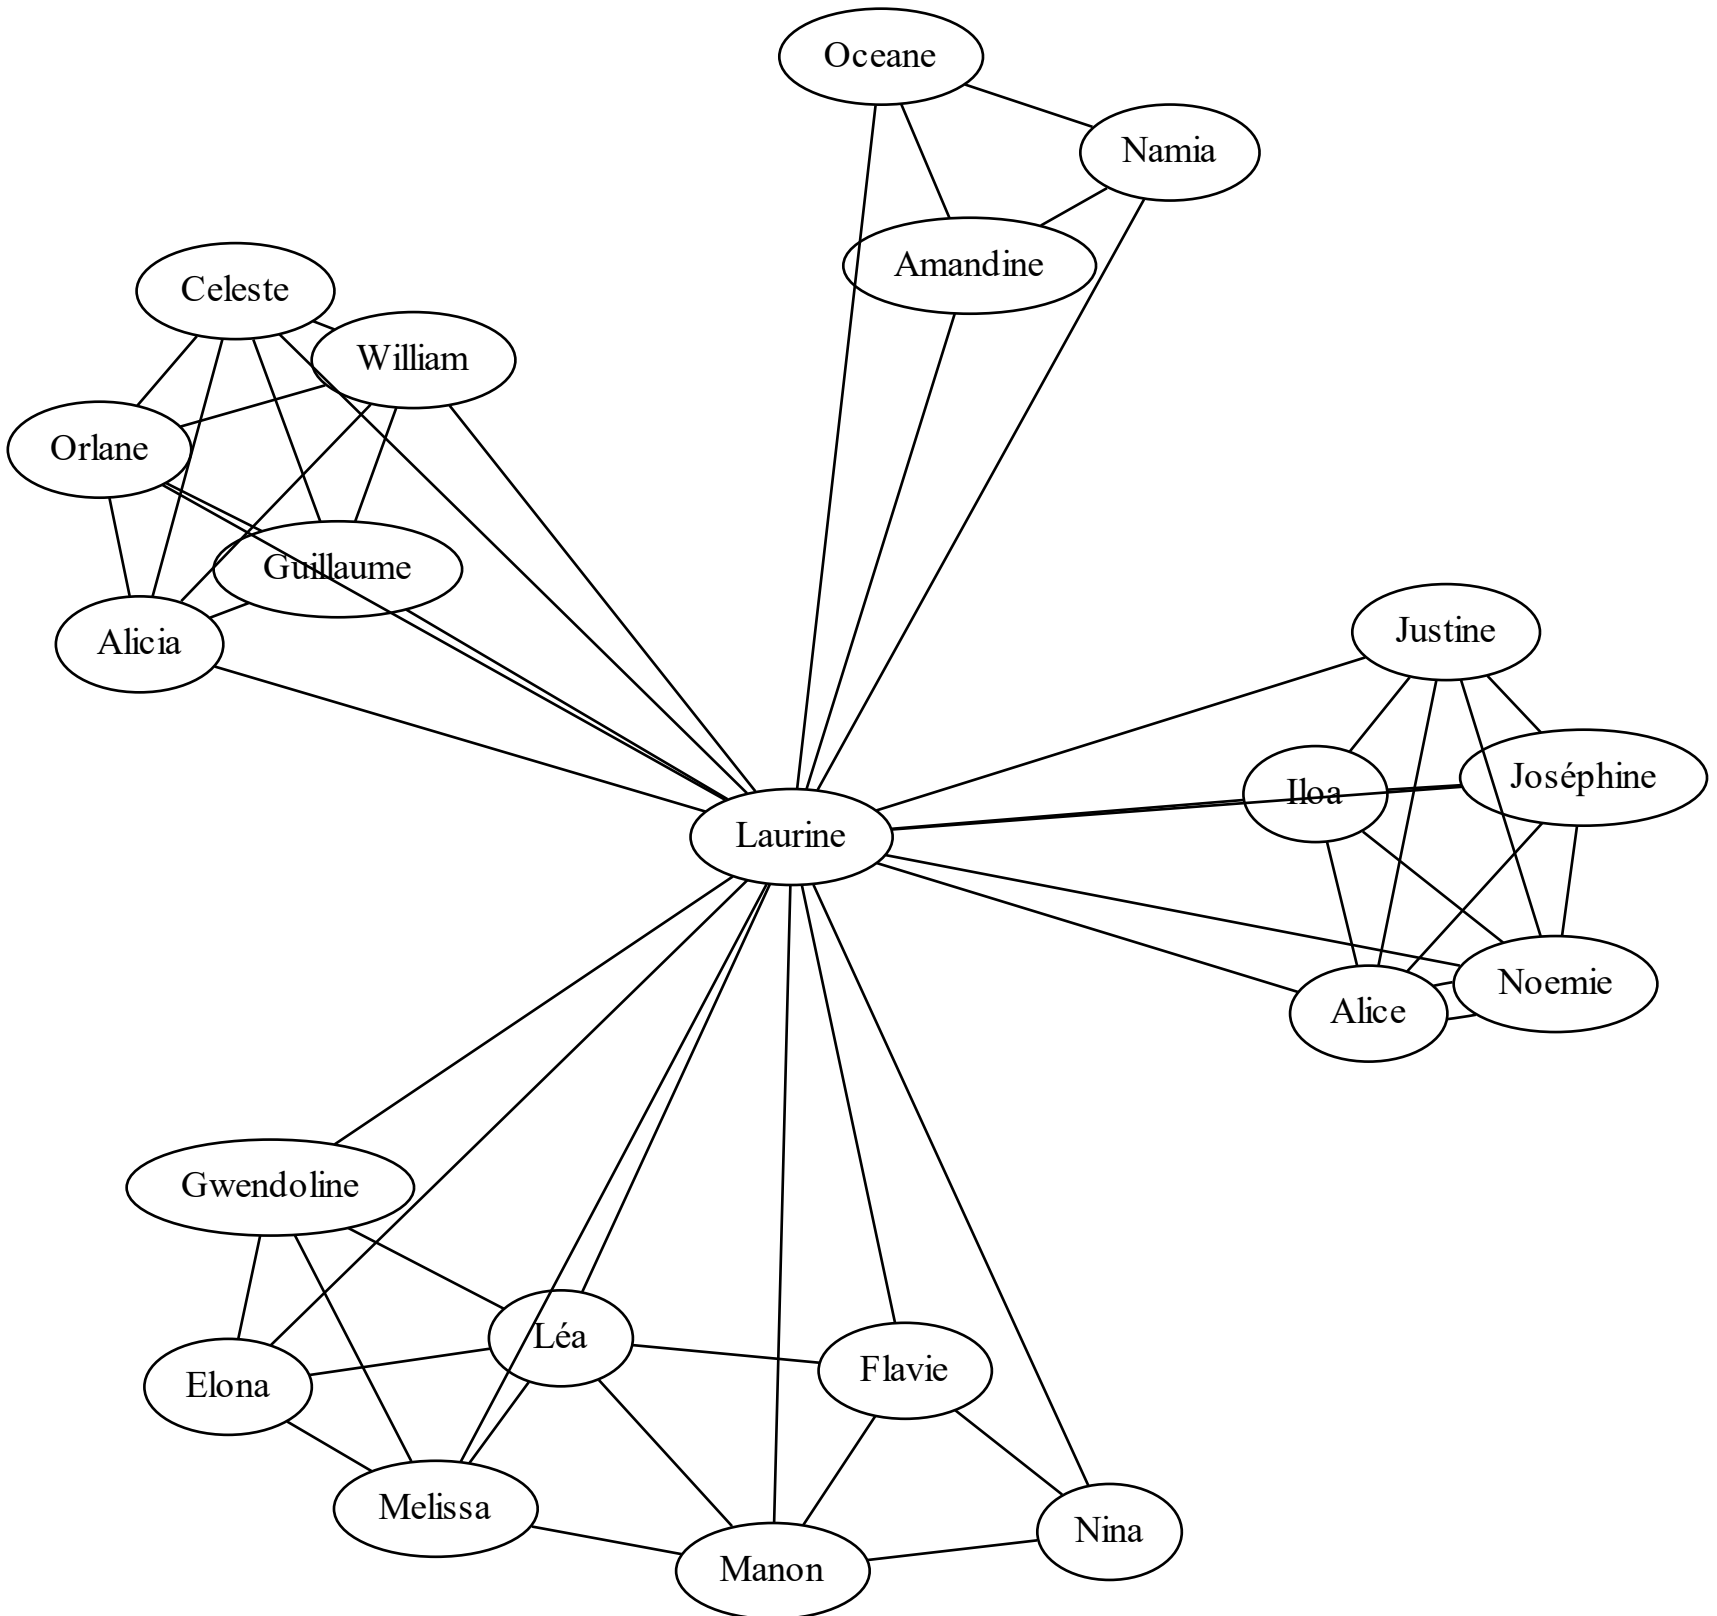 Oceane
Namia
Amandine
Celeste
William
Orlane
Guillaume
Alicia
Justine
Joséphine
Iloa
Laurine
Noemie
Alice
Gwendoline
Léa
Flavie
Elona
Melissa
Nina
Manon